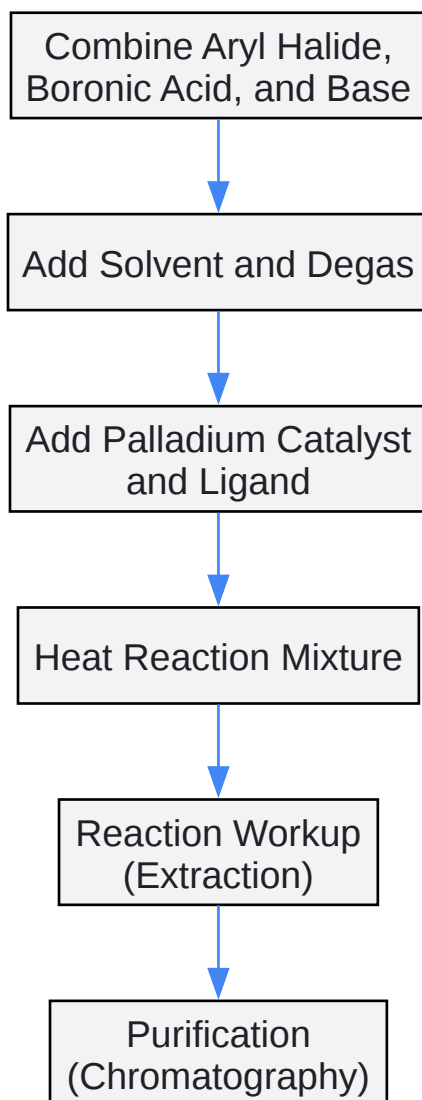 Combine Aryl Halide,
Boronic Acid, and Base
Add Solvent and Degas
Add Palladium Catalyst
and Ligand
Heat Reaction Mixture
Reaction Workup
(Extraction)
Purification
(Chromatography)